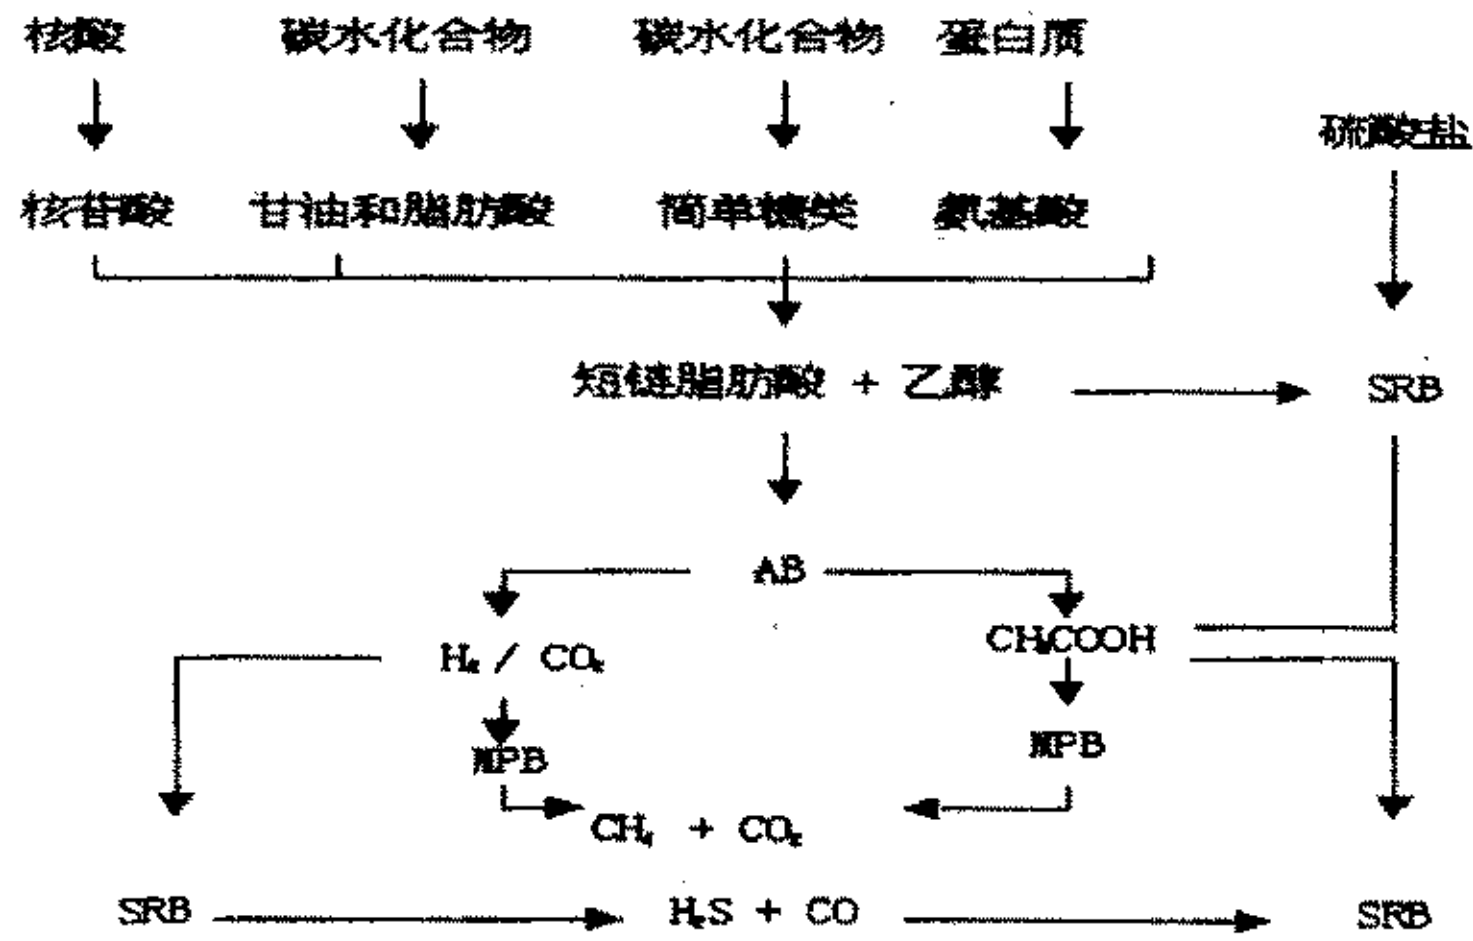 核酸 碳水化合物 碳水化合物 蛋白质
硫酸盐
核苷酸 甘油和脂肪酸 简单糖类 氨基酸
短链脂肪酸 + 乙醇 SRB
AB
H₂ / CO₂ CH₃COOH
MPB MPB
CH₄ + CO₂
SRB H₂S + CO SRB